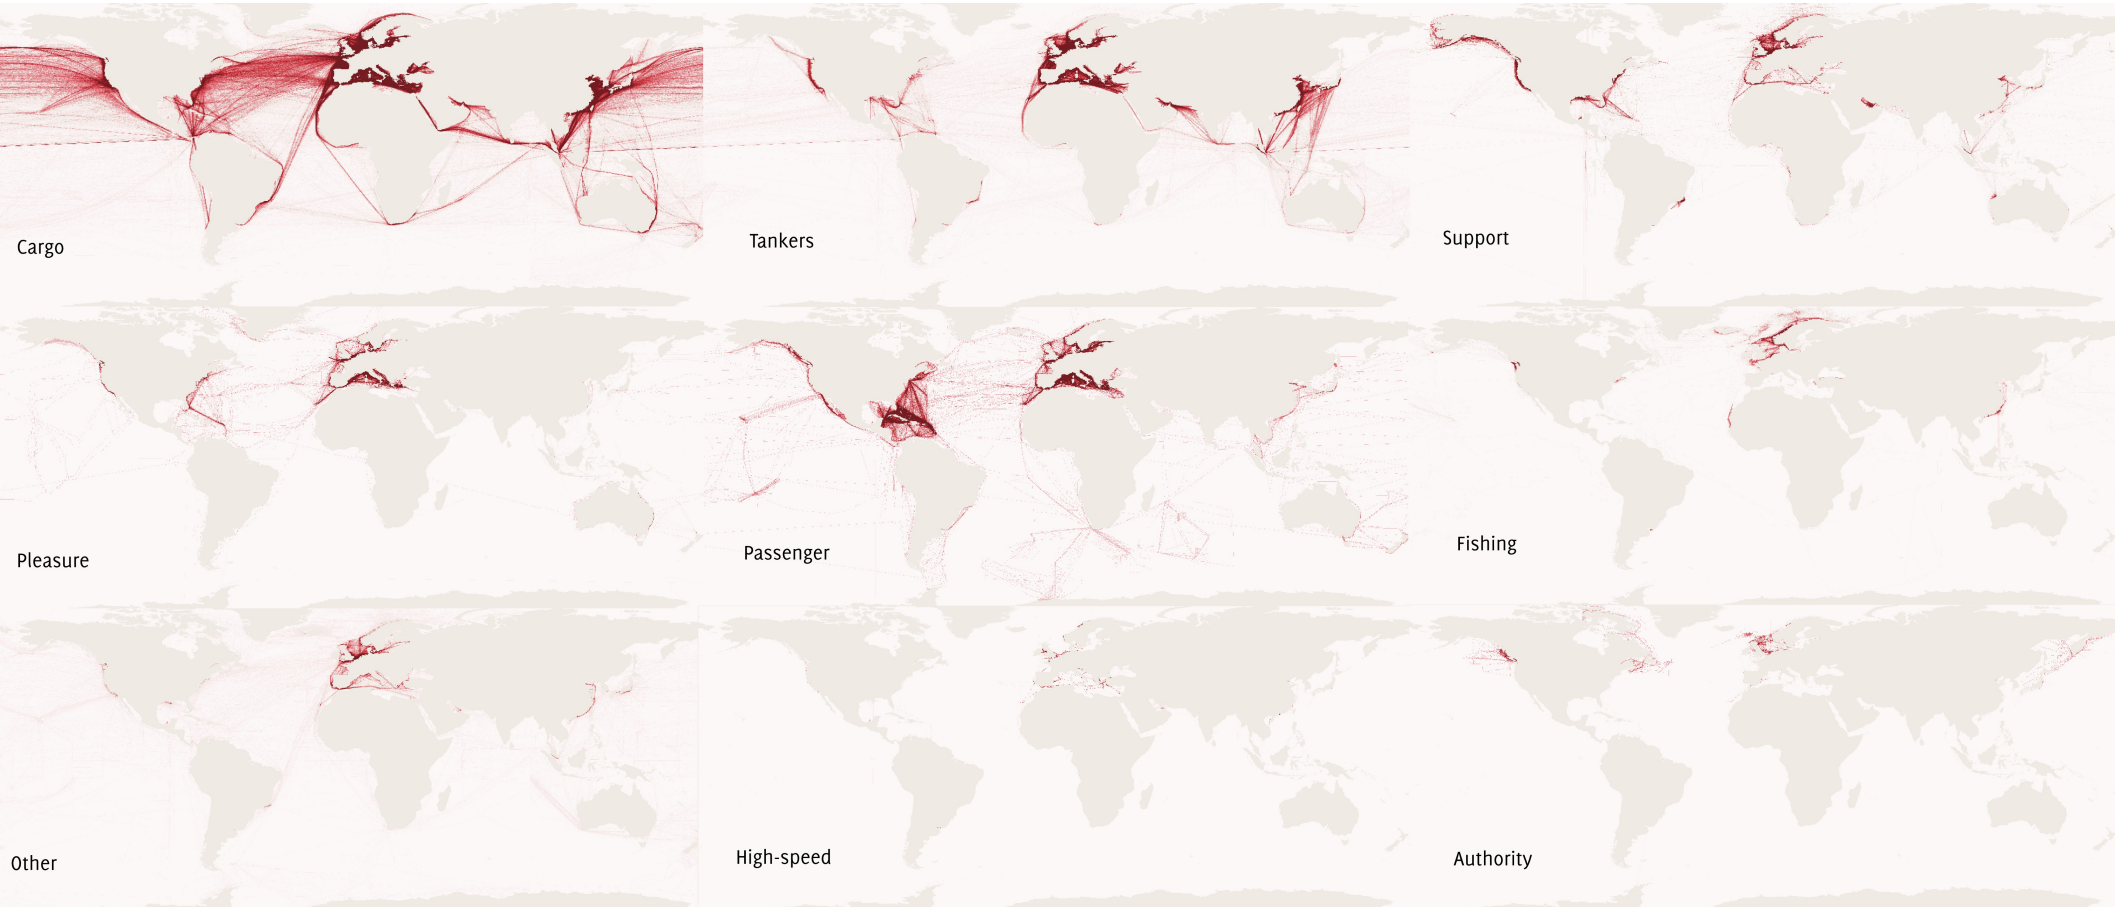 Cargo
Tankers
Support
Pleasure
Passenger
Fishing
Other
High-speed
Authority